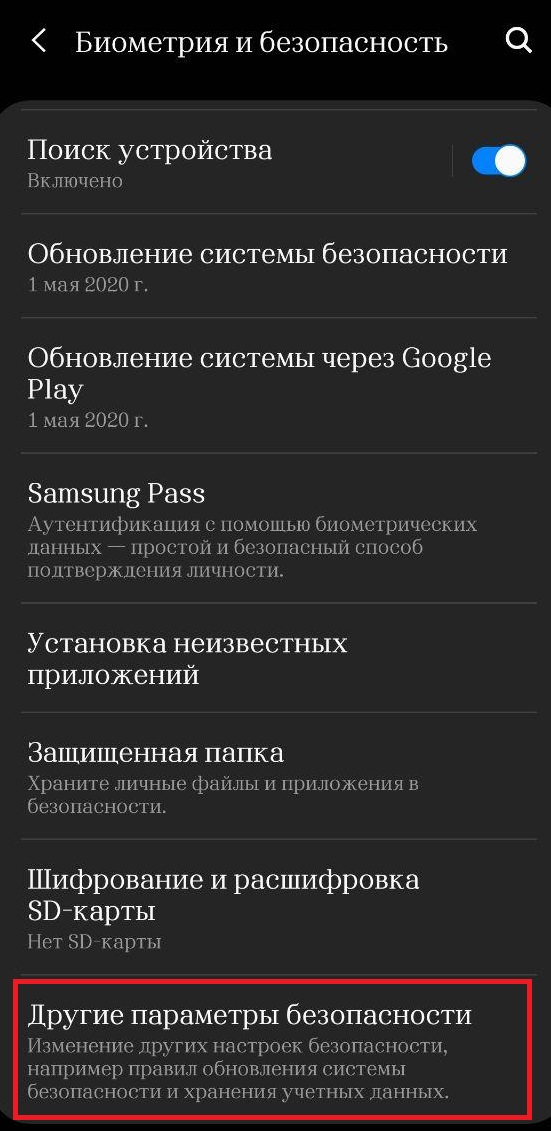 Биометрия и безопасность
Поиск устройства
Включено
Обновление системы безопасности
1 мая 2020 г.
Обновление системы через Google
Play
1 мая 2020 г.
Samsung Pass
Аутентификация с помощью биометрических
данных — простой и безопасный способ
подтверждения личности.
Установка неизвестных
приложений
Защищенная папка
Храните личные файлы и приложения в
безопасности.
Шифрование и расшифровка
SD-карты
Нет SD-карты
Другие параметры безопасности
Изменение других настроек безопасности,
например правил обновления системы
безопасности и хранения учетных данных.